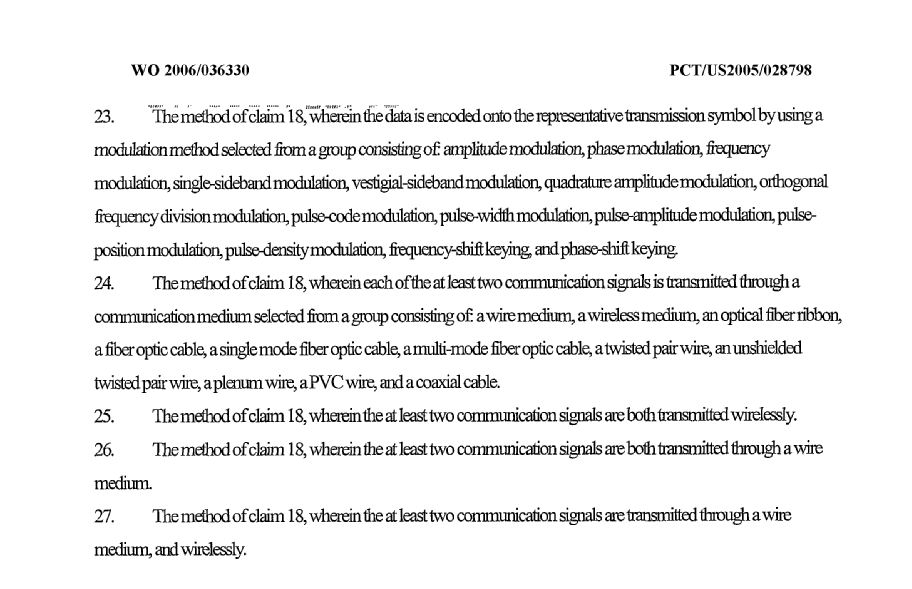 WO 2006/036330 PCT/US2005/028798
23. The method of claim 18, wherein the data is encoded onto the representative transmission symbol by using a
modulation method selected from a group consisting of: amplitude modulation, phase modulation, frequency
modulation, single-sideband modulation, vestigial-sideband modulation, quadrature amplitude modulation, orthogonal
frequency division modulation, pulse-code modulation, pulse-width modulation, pulse-amplitude modulation, pulse-
position modulation, pulse-density modulation, frequency-shift keying, and phase-shift keying.
24. The method of claim 18, wherein each of the at least two communication signals is transmitted through a
communication medium selected from a group consisting of: a wire medium, a wireless medium, an optical fiber ribbon,
a fiber optic cable, a single mode fiber optic cable, a multi-mode fiber optic cable, a twisted pair wire, an unshielded
twisted pair wire, a plenum wire, a PVC wire, and a coaxial cable.
25. The method of claim 18, wherein the at least two communication signals are both transmitted wirelessly.
26. The method of claim 18, wherein the at least two communication signals are both transmitted through a wire
medium.
27. The method of claim 18, wherein the at least two communication signals are transmitted through a wire
medium, and wirelessly.